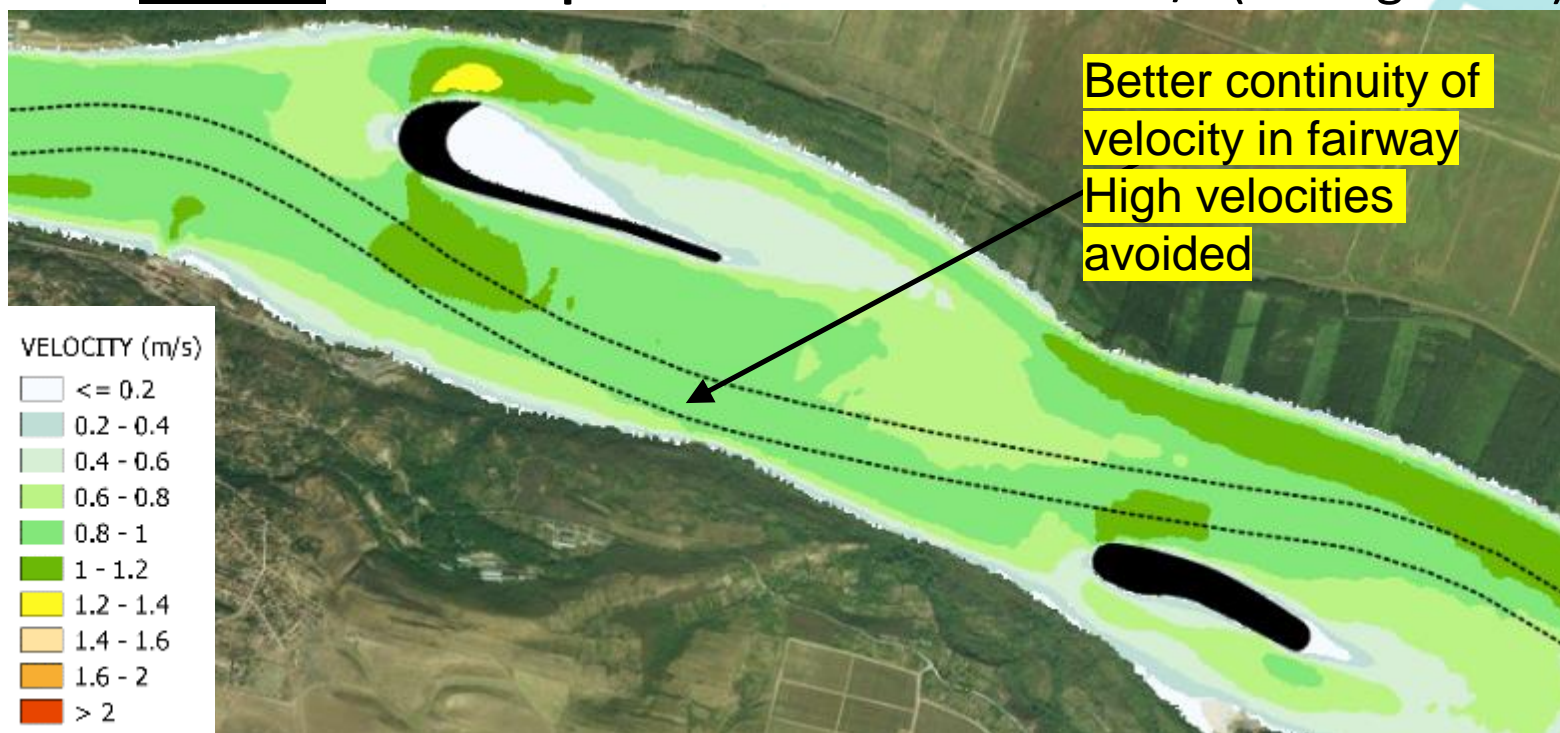 Better continuity of
velocity in fairway
High velocities
avoided
VELOCITY (m/s)
<= 0.2
0.2 - 0.4
0.4 - 0.6
0.6 - 0.8
0.8 - 1
1 - 1.2
1.2 - 1.4
1.4 - 1.6
1.6 - 2
> 2